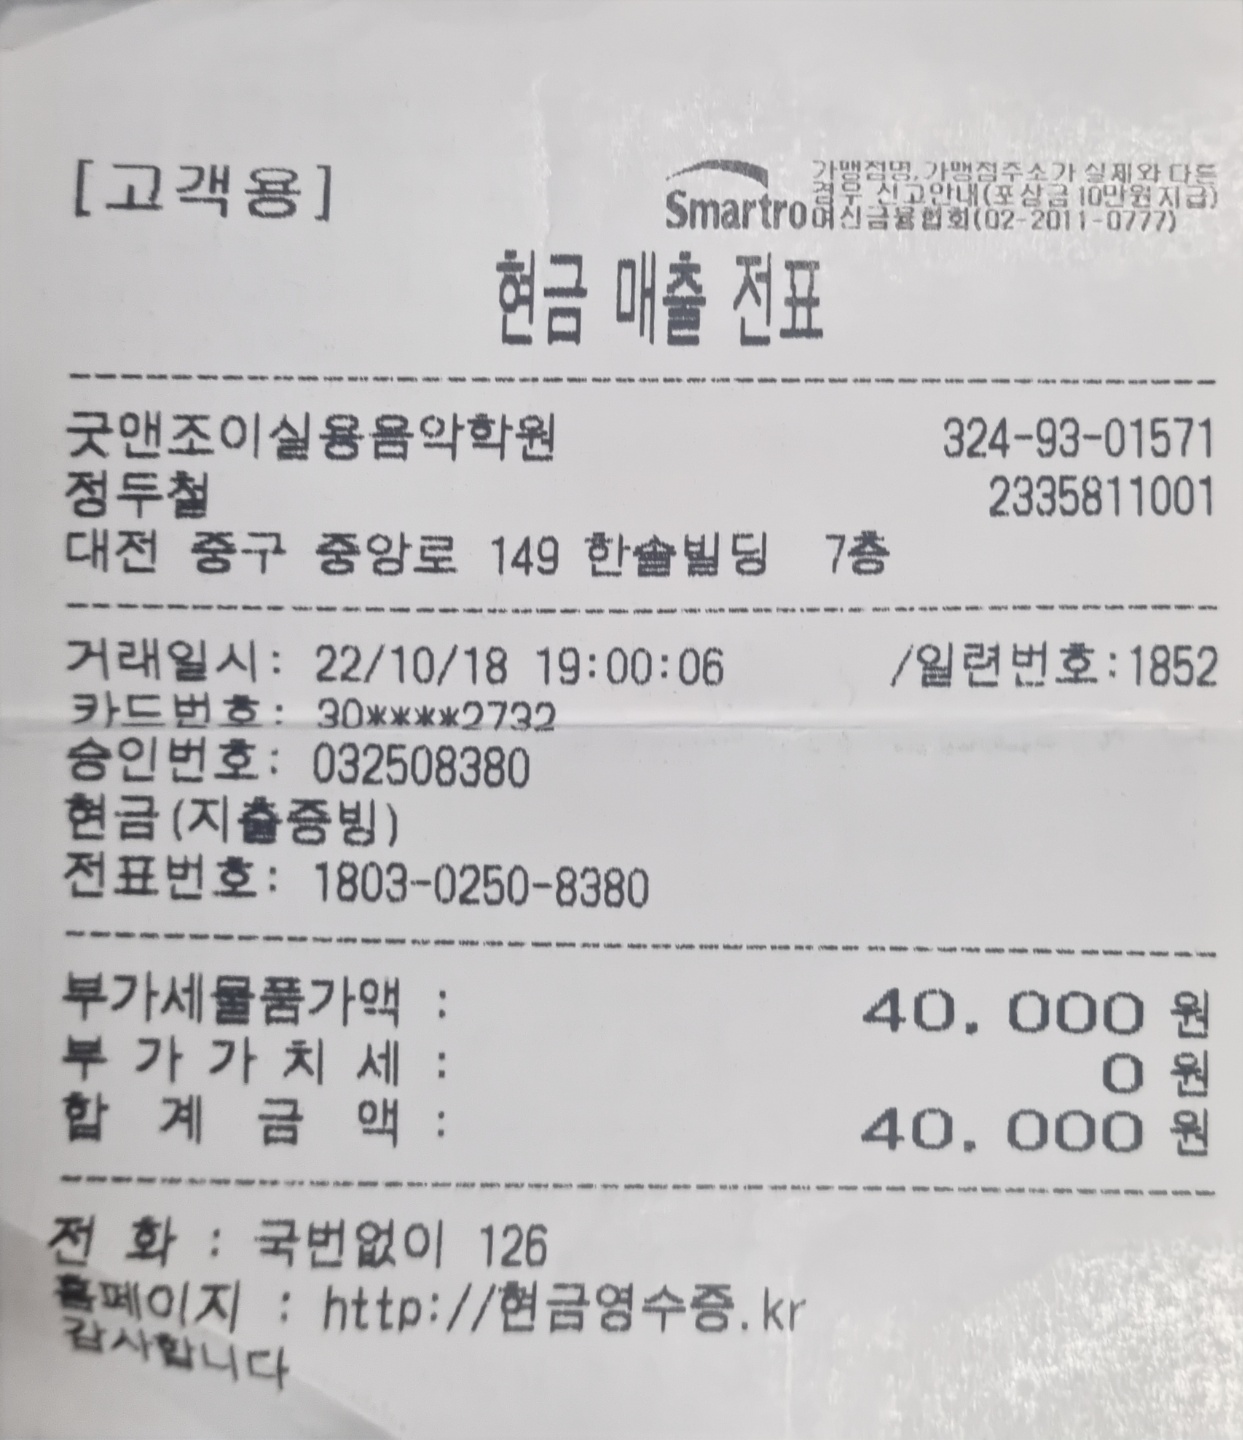 [고객용]
Smartro
가맹점명,가맹점주소가 실제와 다른
경우 신고안내(포상금 10만원지급)
여신금융협회(02-2011-0777)
현금 매출 전표
굿앤조이실용음악학원 324-93-01571
정두철 2335811001
대전 중구 중앙로 149 한솔빌딩 7층
거래일시: 22/10/18 19:00:06 /일련번호:1852
카드번호: 30****2732
승인번호: 032508380
현금(지출증빙)
전표번호: 1803-0250-8380
부가세물품가액 : 40,000 원
부 가 가 치 세 : 0 원
합 계 금 액 : 40,000 원
전 화 : 국번없이 126
홈페이지 : http://현금영수증.kr
감사합니다